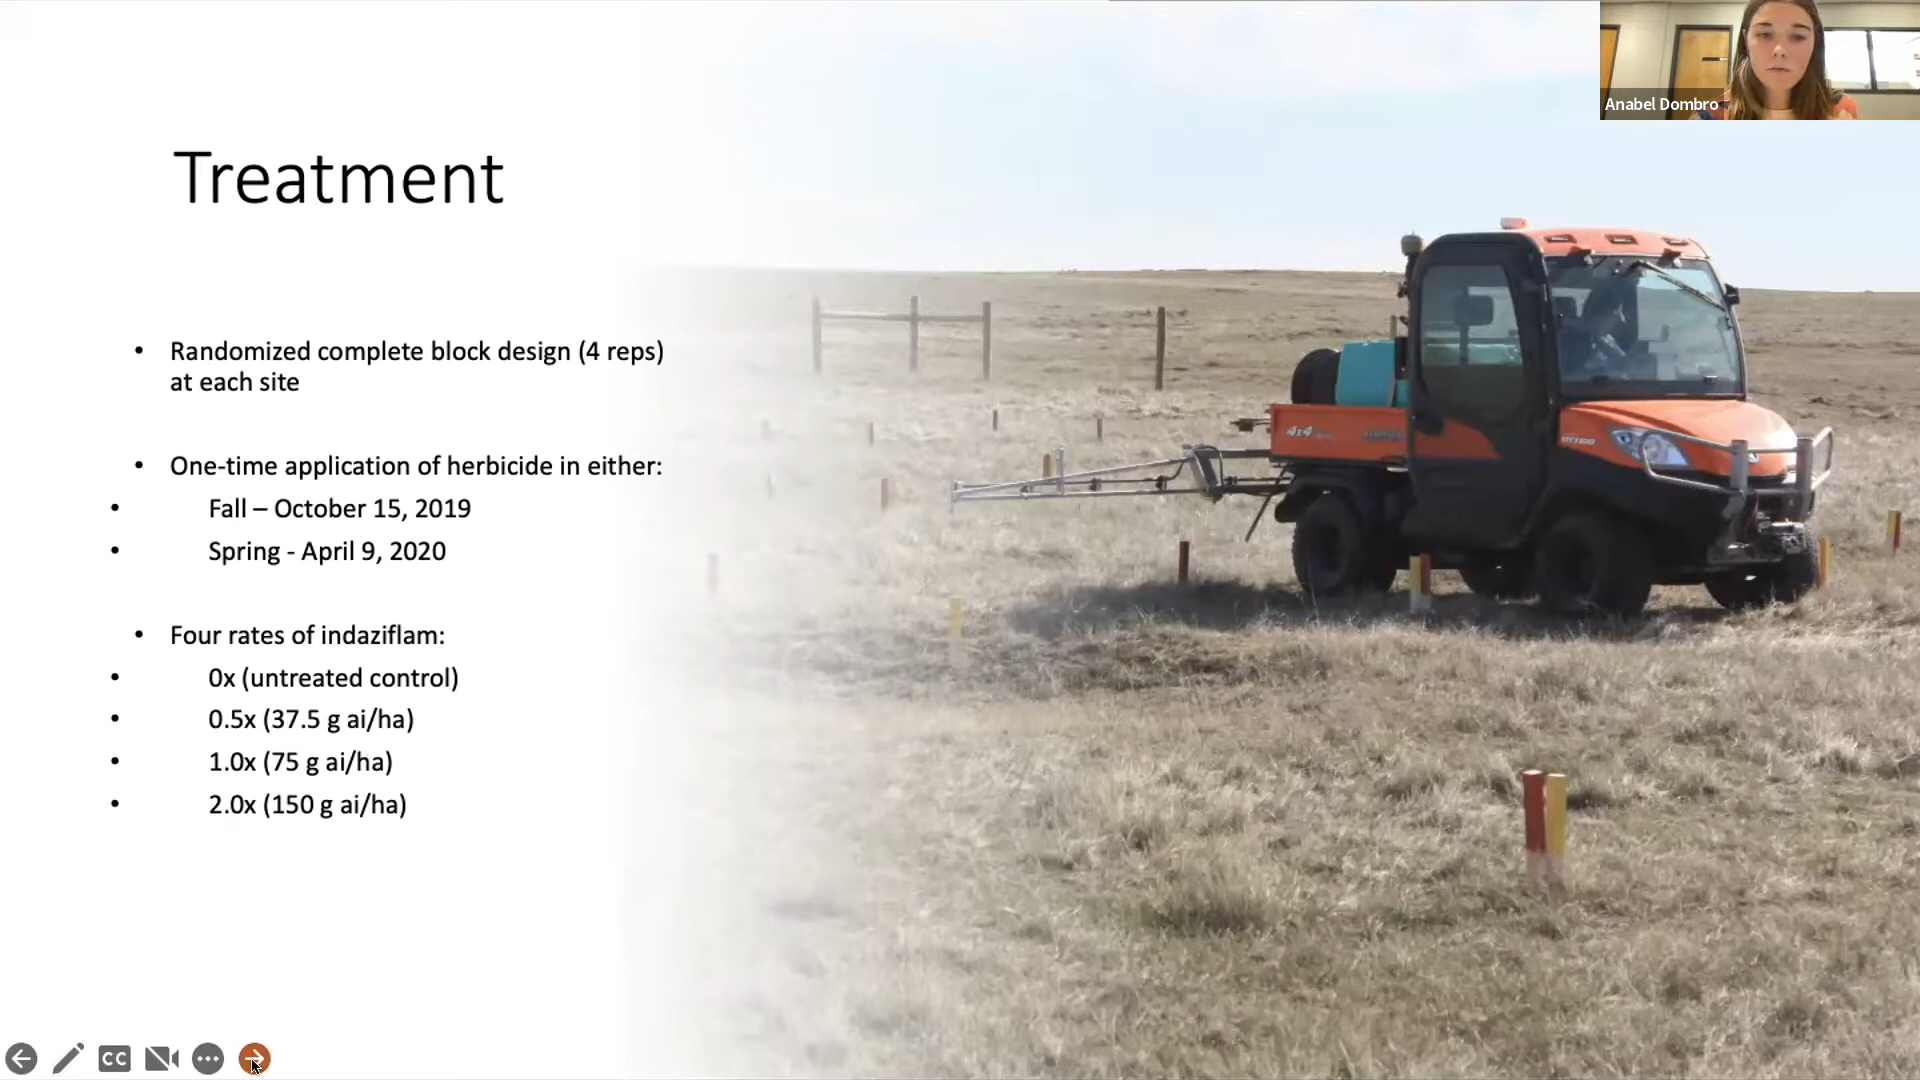 Anabel Dombro
Treatment
• Randomized complete block design (4 reps)
at each site
• One-time application of herbicide in either:
• Fall – October 15, 2019
• Spring - April 9, 2020
• Four rates of indaziflam:
• 0x (untreated control)
• 0.5x (37.5 g ai/ha)
• 1.0x (75 g ai/ha)
• 2.0x (150 g ai/ha)
4x4
CC